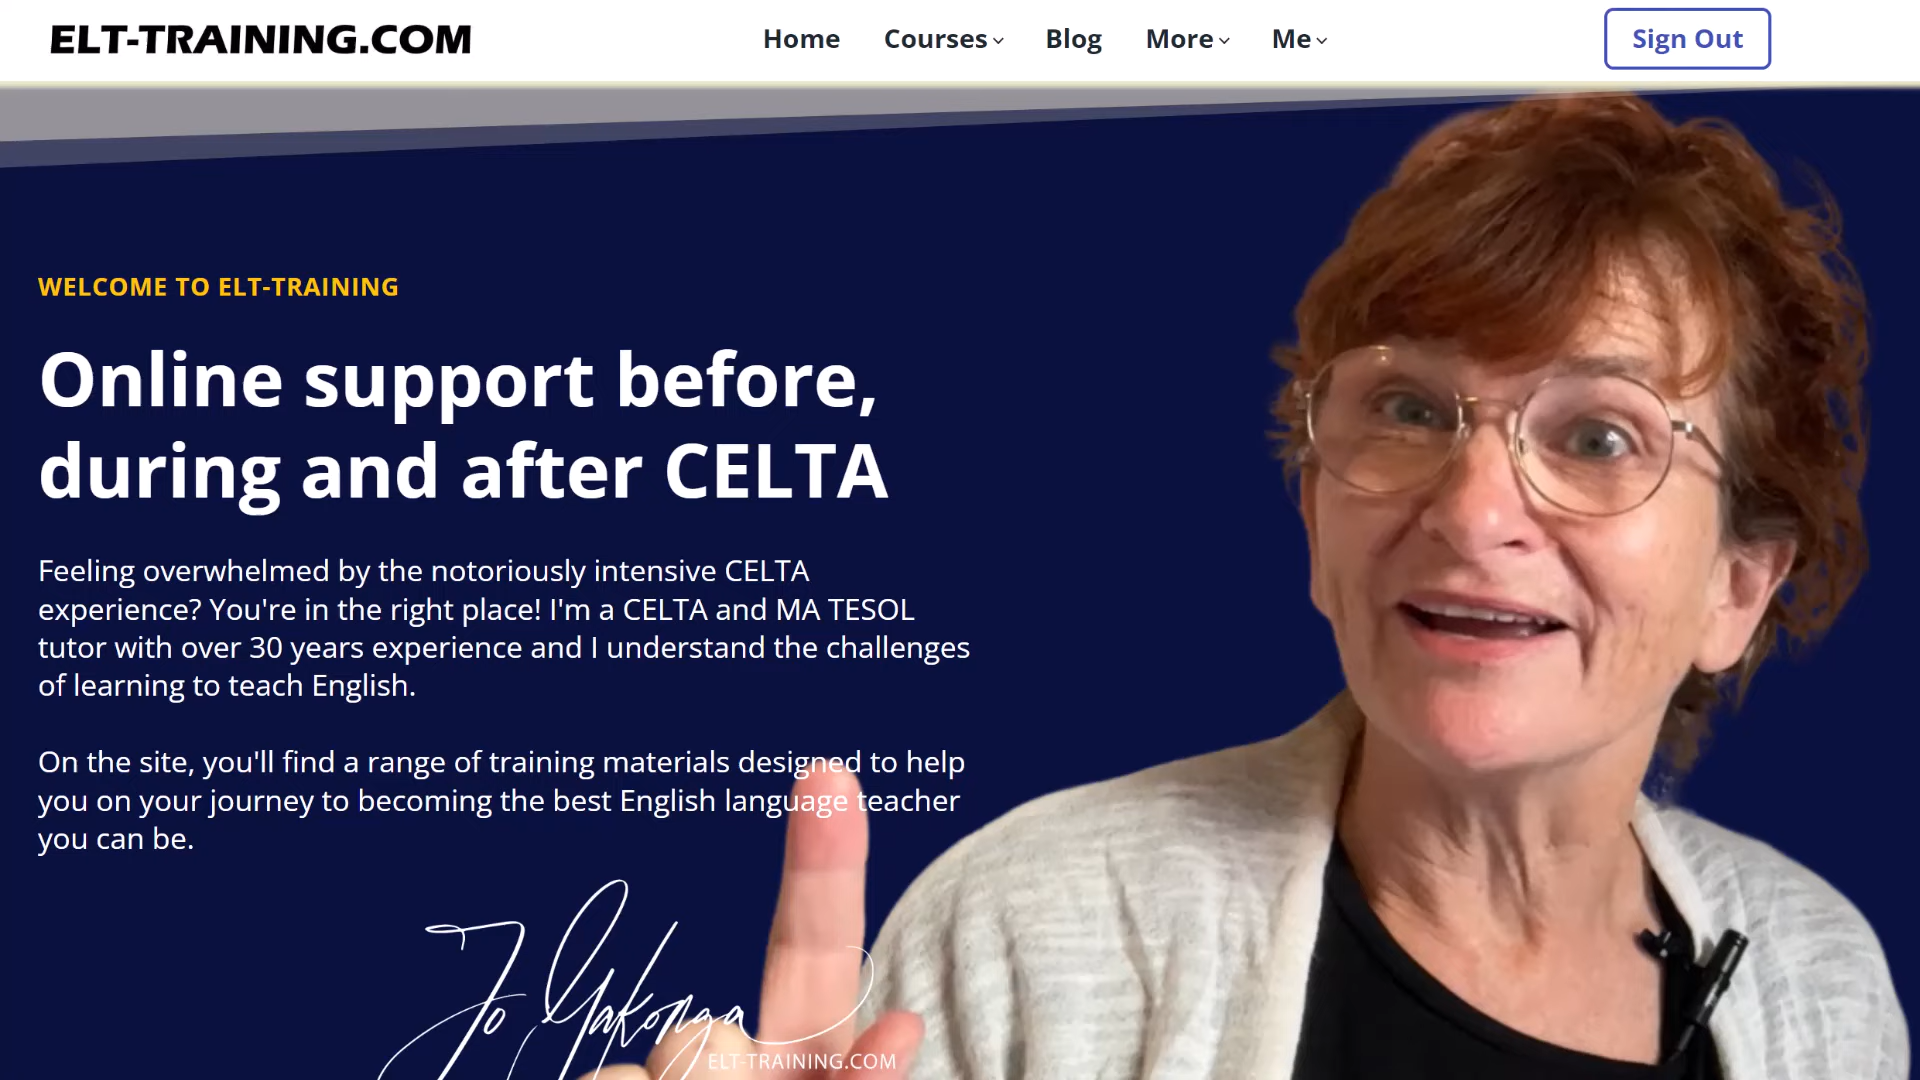 ELT-TRAINING.COM
Home Courses Blog More Me Sign Out
WELCOME TO ELT-TRAINING
Online support before,
during and after CELTA
Feeling overwhelmed by the notoriously intensive CELTA
experience? You're in the right place! I'm a CELTA and MA TESOL
tutor with over 30 years experience and I understand the challenges
of learning to teach English.
On the site, you'll find a range of training materials designed to help
you on your journey to becoming the best English language teacher
you can be.
Jo Gakonga
ELT-TRAINING.COM